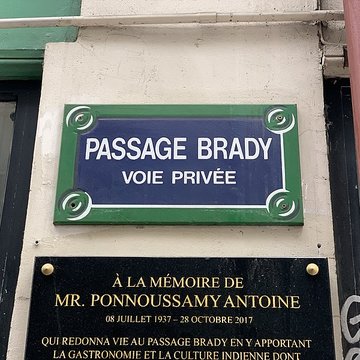 PASSAGE BRADY
VOIE PRIVÉE
À LA MÉMOIRE DE
MR. PONNOUSSAMY ANTOINE
08 JUILLET 1937 – 28 OCTOBRE 2017
QUI REDONNA VIE AU PASSAGE BRADY EN Y APPORTANT
LA GASTRONOMIE ET LA CULTURE INDIENNE DONT